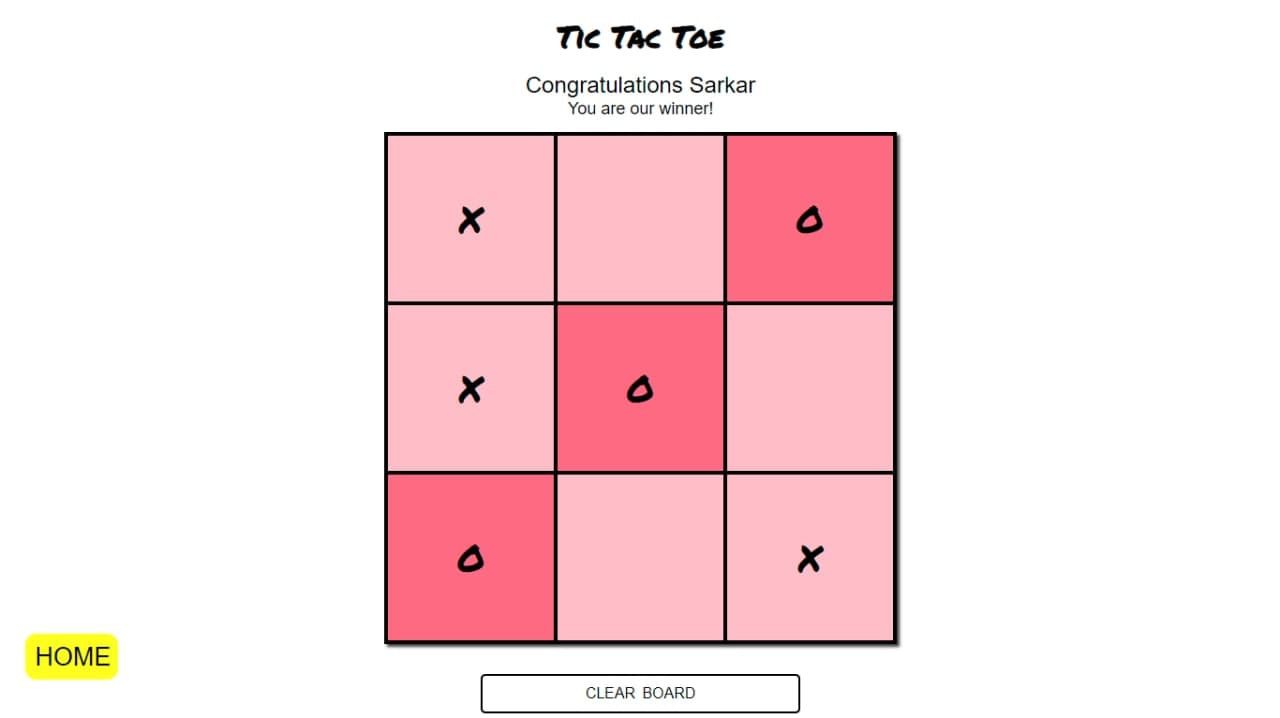 Tic Tac Toe
Congratulations Sarkar
You are our winner!
X O
X O
O X
HOME
CLEAR BOARD